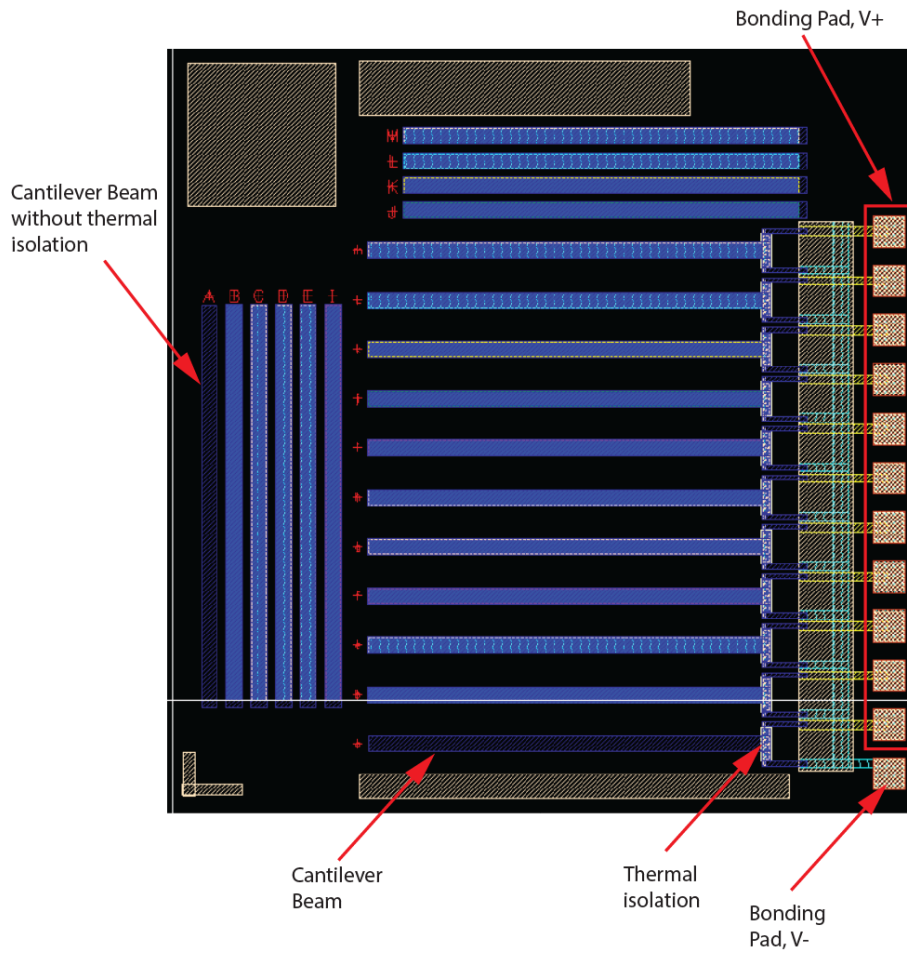 Bonding Pad, V+
Cantilever Beam
without thermal
isolation
K
A B C D E I
Cantilever
Beam
Thermal
isolation
Bonding
Pad, V-